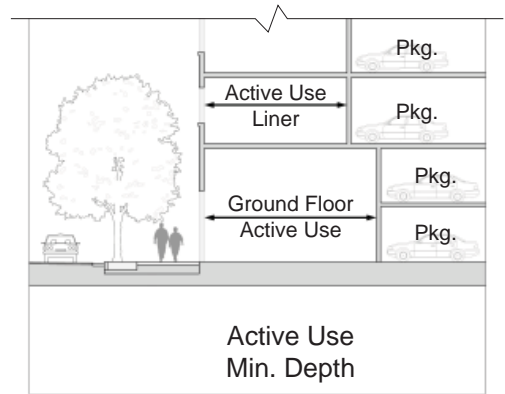 Pkg.
Active Use
Liner
Pkg.
Pkg.
Ground Floor
Active Use
Pkg.
Active Use
Min. Depth